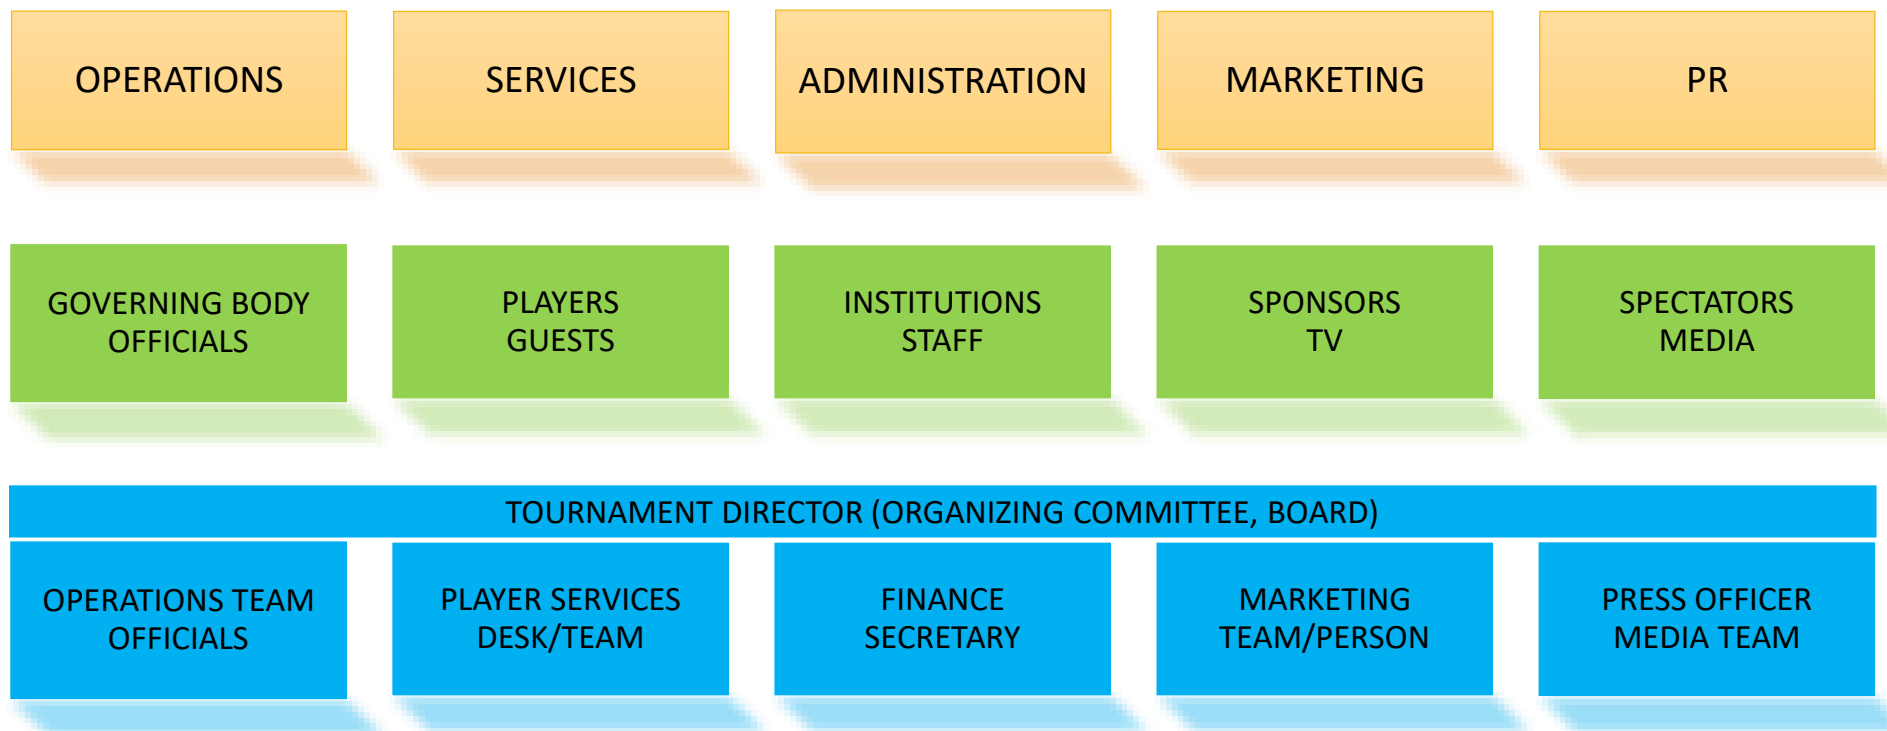 OPERATIONS
SERVICES
ADMINISTRATION
MARKETING
PR
GOVERNING BODY
OFFICIALS
PLAYERS
GUESTS
INSTITUTIONS
STAFF
SPONSORS
TV
SPECTATORS
MEDIA
TOURNAMENT DIRECTOR (ORGANIZING COMMITTEE, BOARD)
OPERATIONS TEAM
OFFICIALS
PLAYER SERVICES
DESK/TEAM
FINANCE
SECRETARY
MARKETING
TEAM/PERSON
PRESS OFFICER
MEDIA TEAM